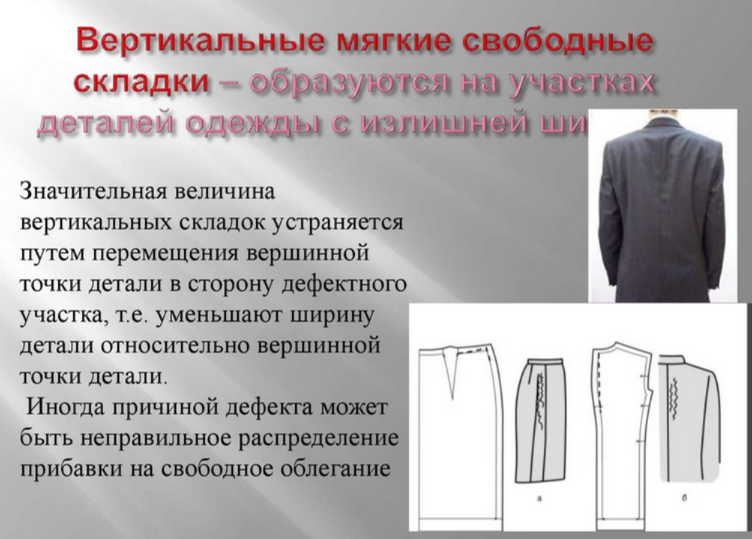 Вертикальные мягкие свободные
складки – образуются на участках
деталей одежды с излишней
Значительная величина
вертикальных складок устраняется
путем перемещения вершинной
точки детали в сторону дефектного
участка, т.е. уменьшают ширину
детали относительно вершинной
точки детали.
Иногда причиной дефекта может
быть неправильное распределение
прибавки на свободное облегание
а
б